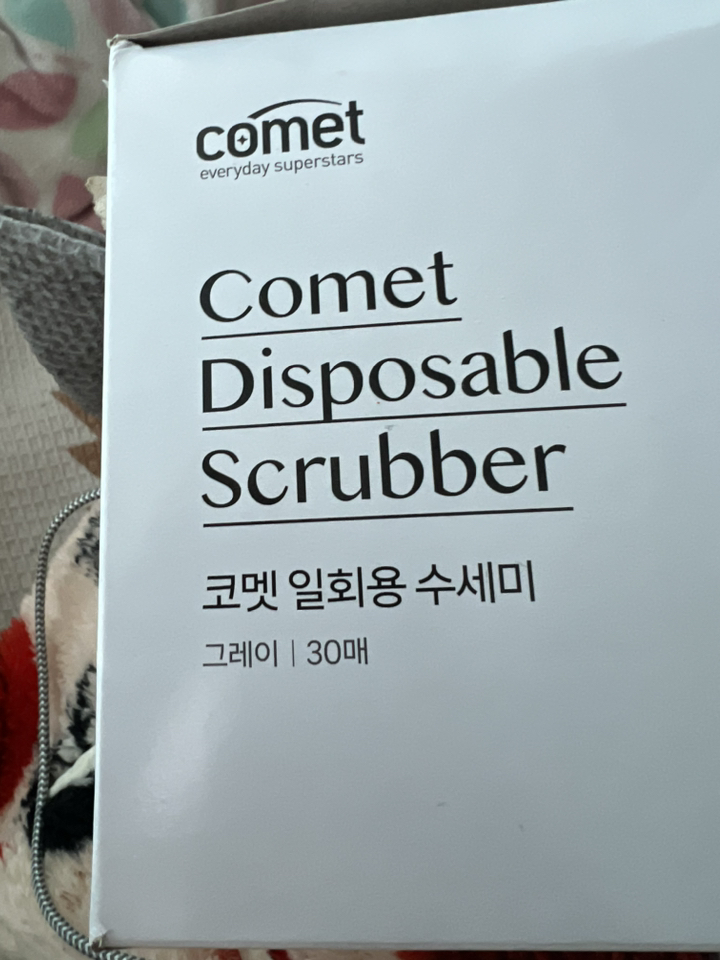 comet
everyday superstars
Comet
Disposable
Scrubber
코멧 일회용 수세미
그레이 | 30매